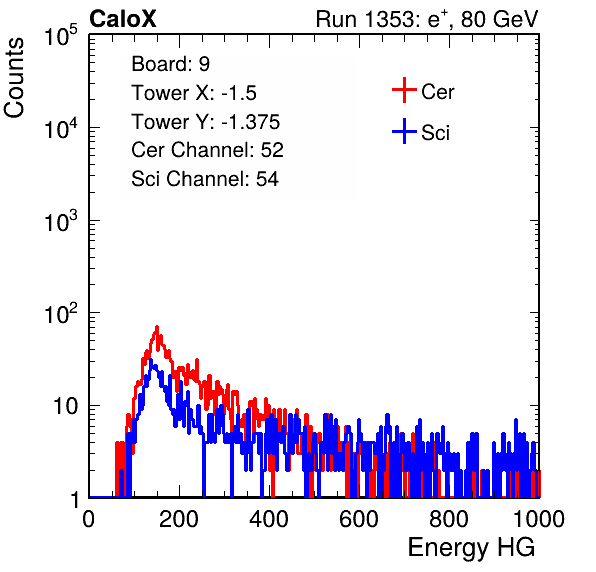 CaloX Run 1353: e⁺, 80 GeV
Counts
10⁵
10⁴
10³
10²
10
1
Board: 9
Tower X: -1.5
Tower Y: -1.375
Cer Channel: 52
Sci Channel: 54
Cer
Sci
0 200 400 600 800 1000
Energy HG